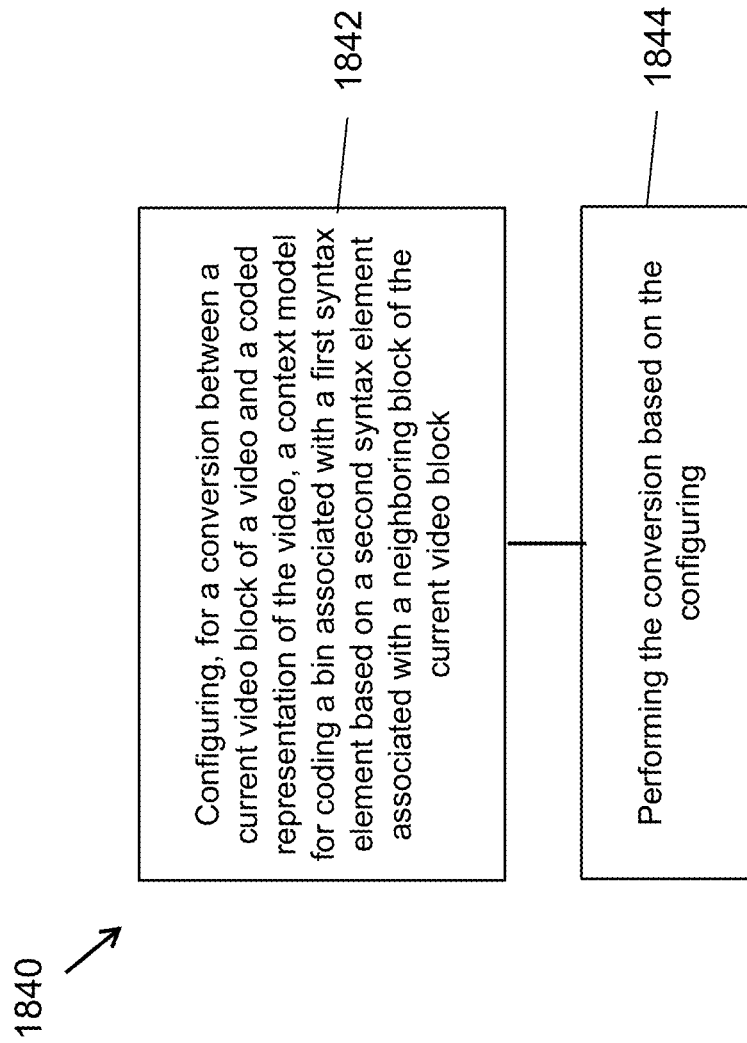 1840
Configuring, for a conversion between a
current video block of a video and a coded
representation of the video, a context model
for coding a bin associated with a first syntax
element based on a second syntax element
associated with a neighboring block of the
current video block
1842
Performing the conversion based on the
configuring
1844